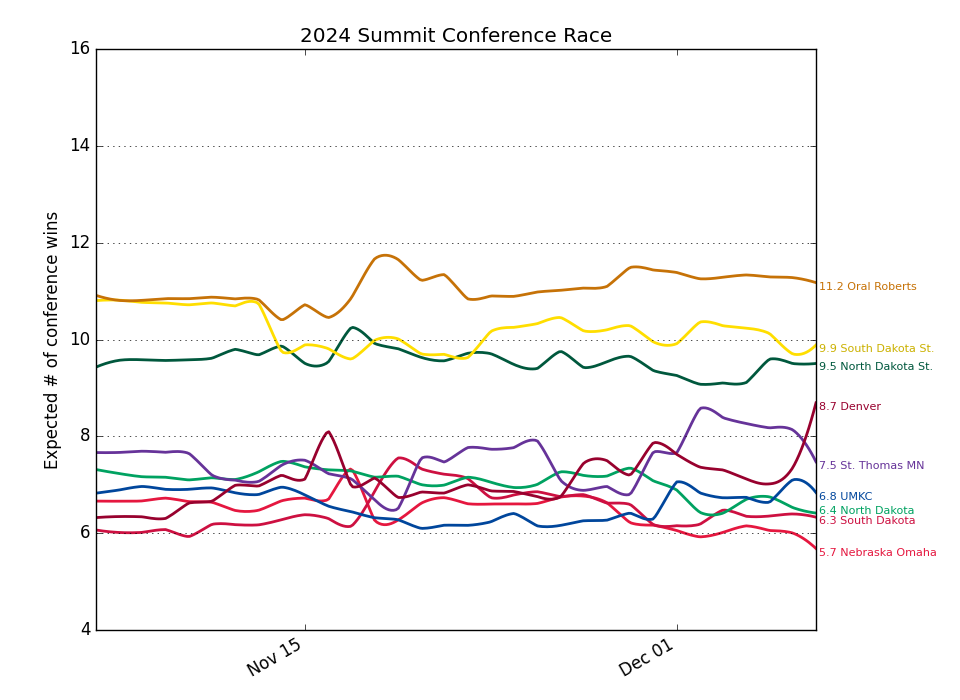 2024 Summit Conference Race
Expected # of conference wins
16
14
12
10
8
6
4
Nov 15
Dec 01
11.2 Oral Roberts
9.9 South Dakota St.
9.5 North Dakota St.
8.7 Denver
7.5 St. Thomas MN
6.8 UMKC
6.4 North Dakota
6.3 South Dakota
5.7 Nebraska Omaha